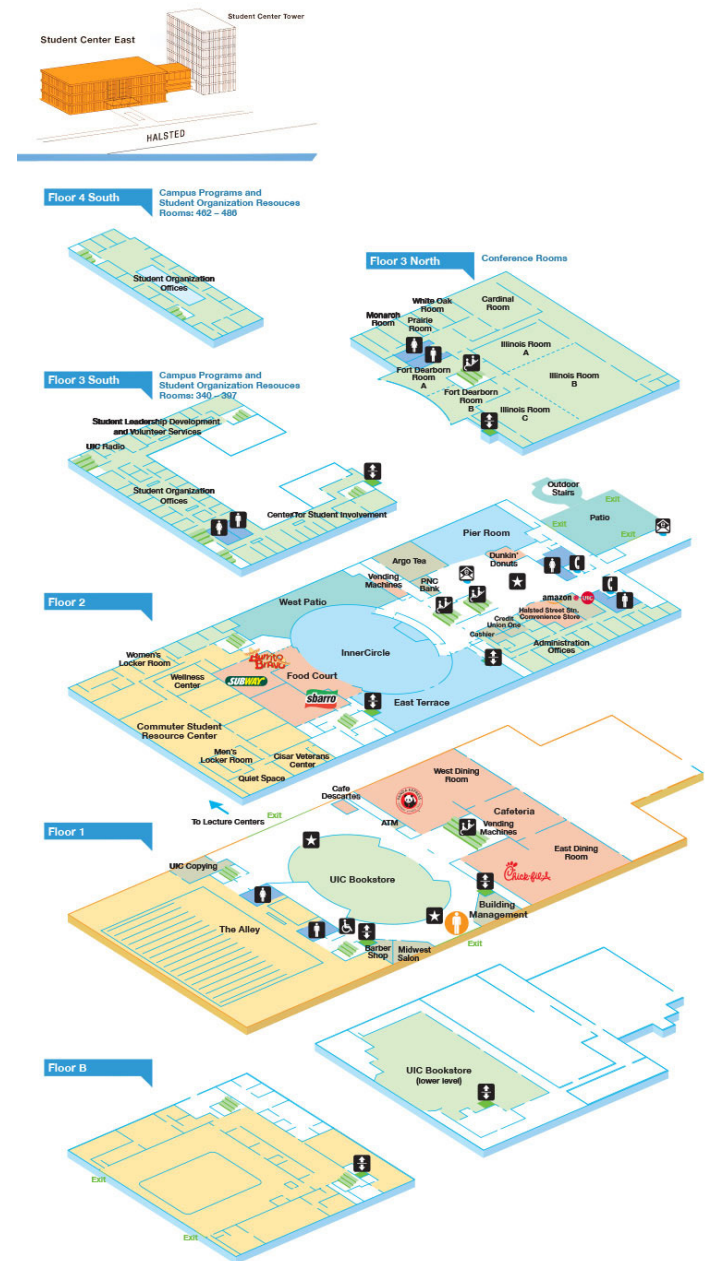 Student Center Tower
Student Center East
HALSTED
Floor 4 South
Campus Programs and
Student Organization Resouces
Rooms: 462 – 486
Student Organization
Offices
Floor 3 North
Conference Rooms
White Oak
Room
Cardinal
Room
Monarch
Room
Prairie
Room
Illinois Room
A
Illinois Room
B
Fort Dearborn
Room
A
Fort Dearborn
Room
B
Illinois Room
C
Floor 3 South
Campus Programs and
Student Organization Resouces
Rooms: 340 – 397
Student Leadership Development
and Volunteer Services
UIC Radio
Student Organization
Offices
Center for Student Involvement
Floor 2
Outdoor
Stairs
Exit
Patio
Exit
Exit
Pier Room
Dunkin'
Donuts
Argo Tea
Vending
Machines
PNC
Bank
amazon @ UIC
Halsted Street Stn.
Convenience Store
Credit
Union One
Cashier
Administration
Offices
West Patio
InnerCircle
East Terrace
Women's
Locker Room
Wellness
Center
Burrito
Bravo
SUBWAY
Food Court
sbarro
Commuter Student
Resource Center
Men's
Locker Room
Cisar Veterans
Center
Quiet Space
Floor 1
To Lecture Centers
Exit
Cafe
Descartes
West Dining
Room
ATM
Cafeteria
Vending
Machines
East Dining
Room
Chick-fil-A
UIC Copying
UIC Bookstore
The Alley
Building
Management
Exit
Barber
Shop
Midwest
Salon
Floor B
UIC Bookstore
(lower level)
Exit
Exit